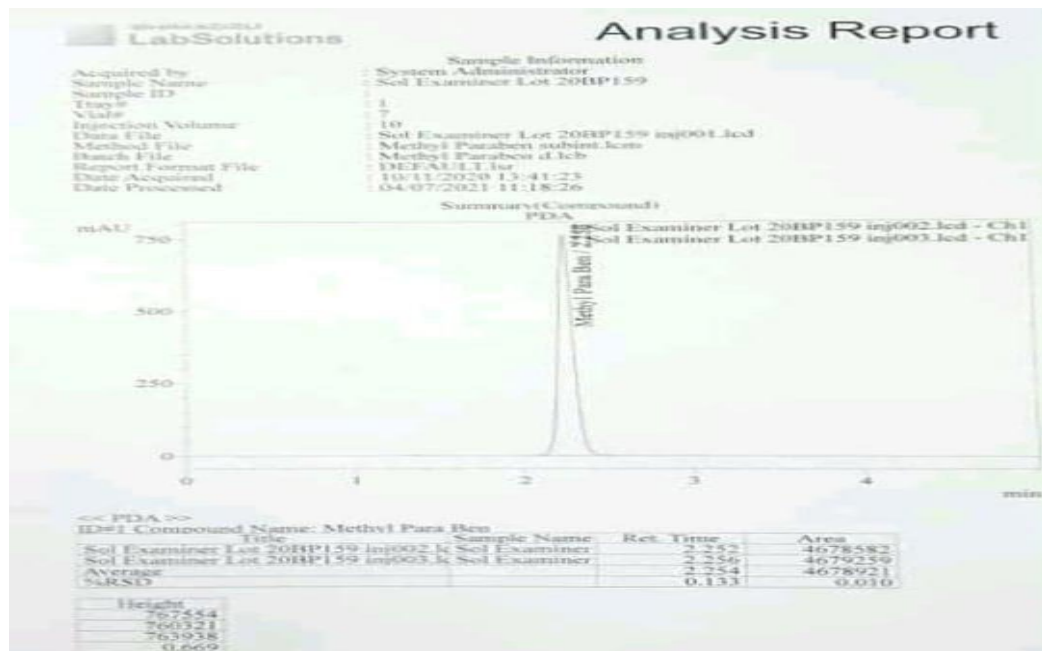 SHIMADZU
LabSolutions
Analysis Report
Sample Information
Acquired by : System Administrator
Sample Name : Sol Examiner Lot 20BP159
Sample ID :
Tray# : 1
Vial# : 7
Injection Volume : 10
Data File : Sol Examiner Lot 20BP159 inj001.lcd
Method File : Methyl Paraben subint.lcm
Batch File : Methyl Paraben d.lcb
Report Format File : DEFAULT.lsr
Date Acquired : 10/11/2020 13:41:23
Date Processed : 04/07/2021 11:18:26
Summary(Compound)
PDA
mAU
Sol Examiner Lot 20BP159 inj002.lcd - Ch1
Sol Examiner Lot 20BP159 inj003.lcd - Ch1
Methyl Para Ben /
750
500
250
0
0 1 2 3 4
min
<< PDA >>
ID#1 Compound Name: Methyl Para Ben
Title Sample Name Ret. Time Area
Sol Examiner Lot 20BP159 inj002.lc Sol Examiner 2.252 4678582
Sol Examiner Lot 20BP159 inj003.lc Sol Examiner 2.256 4679259
Average 2.254 4678921
%RSD 0.133 0.010
Height
767554
760321
763938
0.669